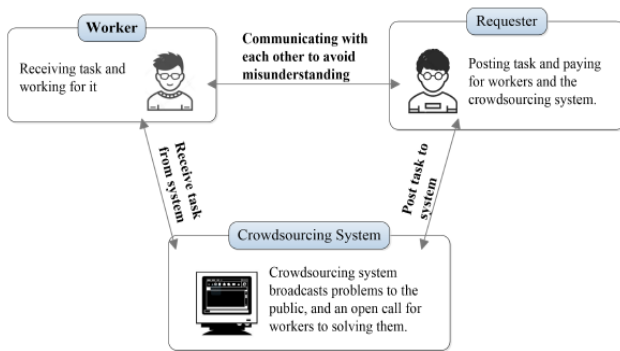 Worker
Receiving task and
working for it
Communicating with
each other to avoid
misunderstanding
Requester
Posting task and paying
for workers and the
crowdsourcing system.
Receive task
from system
Post task to
system
Crowdsourcing System
Crowdsourcing system
broadcasts problems to the
public, and an open call for
workers to solving them.